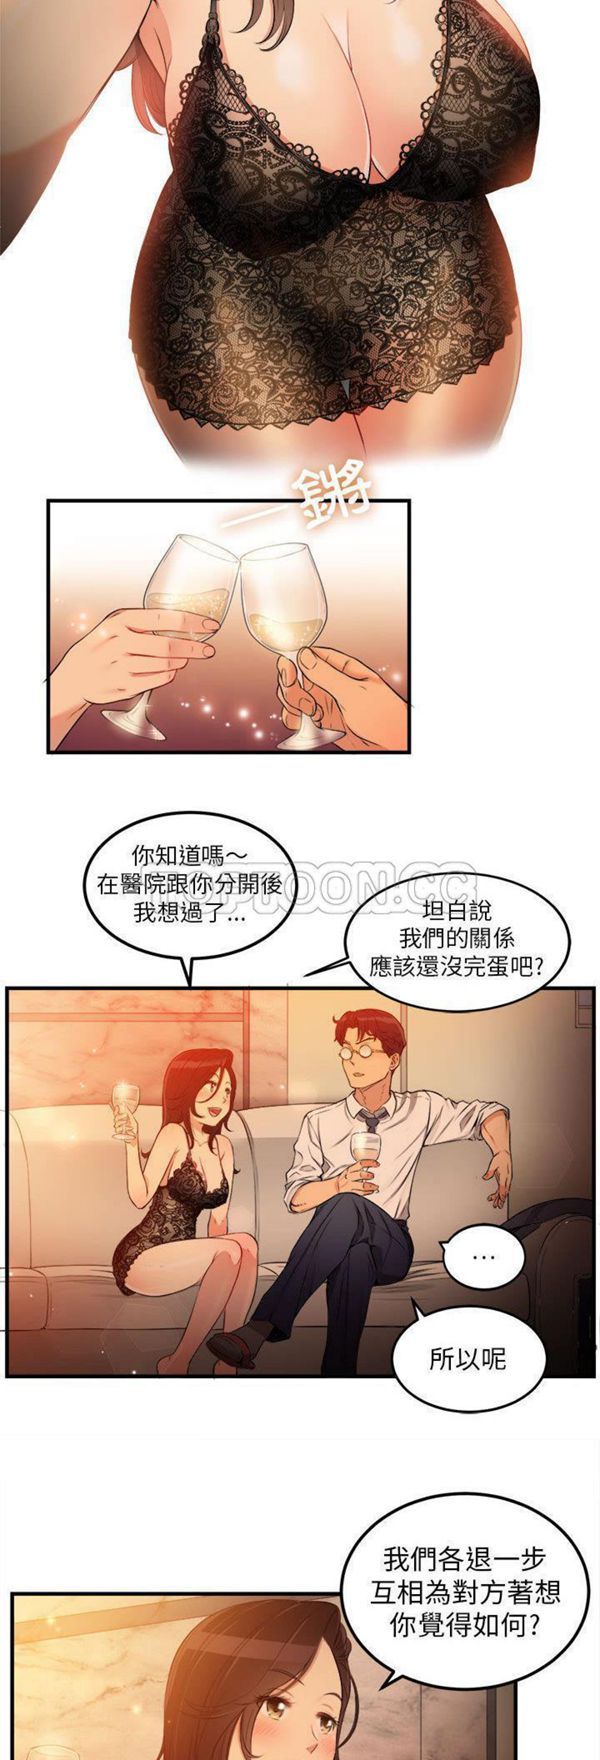 鏘
你知道嗎～
在醫院跟你分開後
我想過了...
TOPTOON.CC
坦白說
我們的關係
應該還沒完蛋吧?
...
所以呢
我們各退一步
互相為對方著想
你覺得如何?